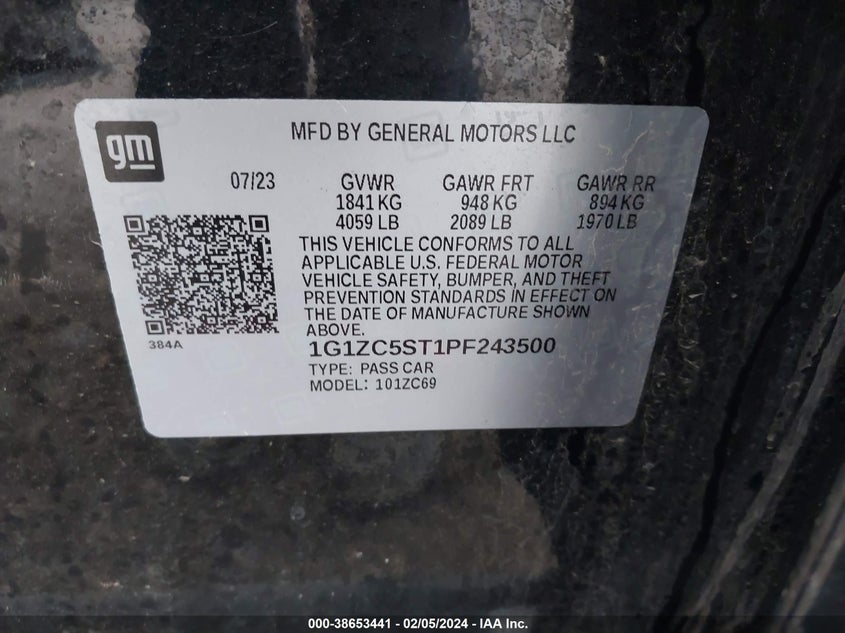 gm
MFD BY GENERAL MOTORS LLC
07/23 GVWR GAWR FRT GAWR RR
1841 KG 948 KG 894 KG
4059 LB 2089 LB 1970 LB
THIS VEHICLE CONFORMS TO ALL
APPLICABLE U.S. FEDERAL MOTOR
VEHICLE SAFETY, BUMPER, AND THEFT
PREVENTION STANDARDS IN EFFECT ON
THE DATE OF MANUFACTURE SHOWN
ABOVE.
384A
1G1ZC5ST1PF243500
TYPE: PASS CAR
MODEL: 101ZC69
000-38653441 - 02/05/2024 - IAAI Inc.